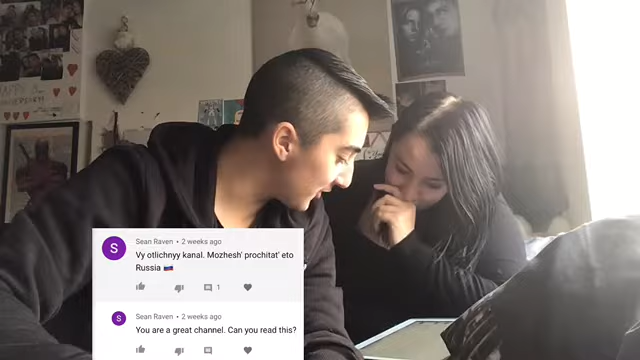 S
Sean Raven • 2 weeks ago
Vy otlichnyy kanal. Mozhesh' prochitat' eto
Russia 🇷🇺
1
S
Sean Raven • 2 weeks ago
You are a great channel. Can you read this?